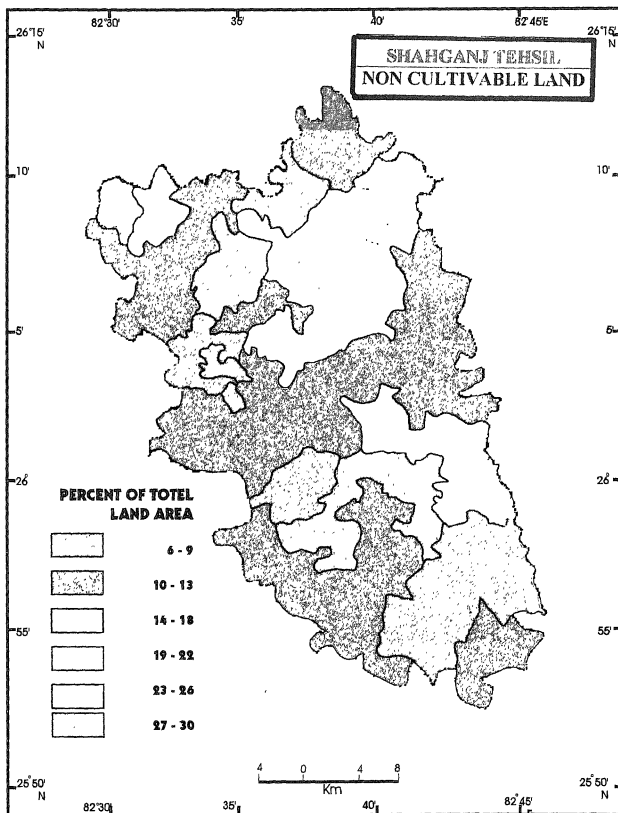 82°30' 35' 40' 82°45'E
26°15'
N
26°15'
N
SHAHGANJ TEHSIL
NON CULTIVABLE LAND
10' 10'
5' 5'
26° 26°
PERCENT OF TOTEL
LAND AREA
6 - 9
10 - 13
14 - 18
19 - 22
23 - 26
27 - 30
55' 55'
4 0 4 8
Km
25°50'
N
25°50'
N
82°30' 35' 40' 82°45'
E